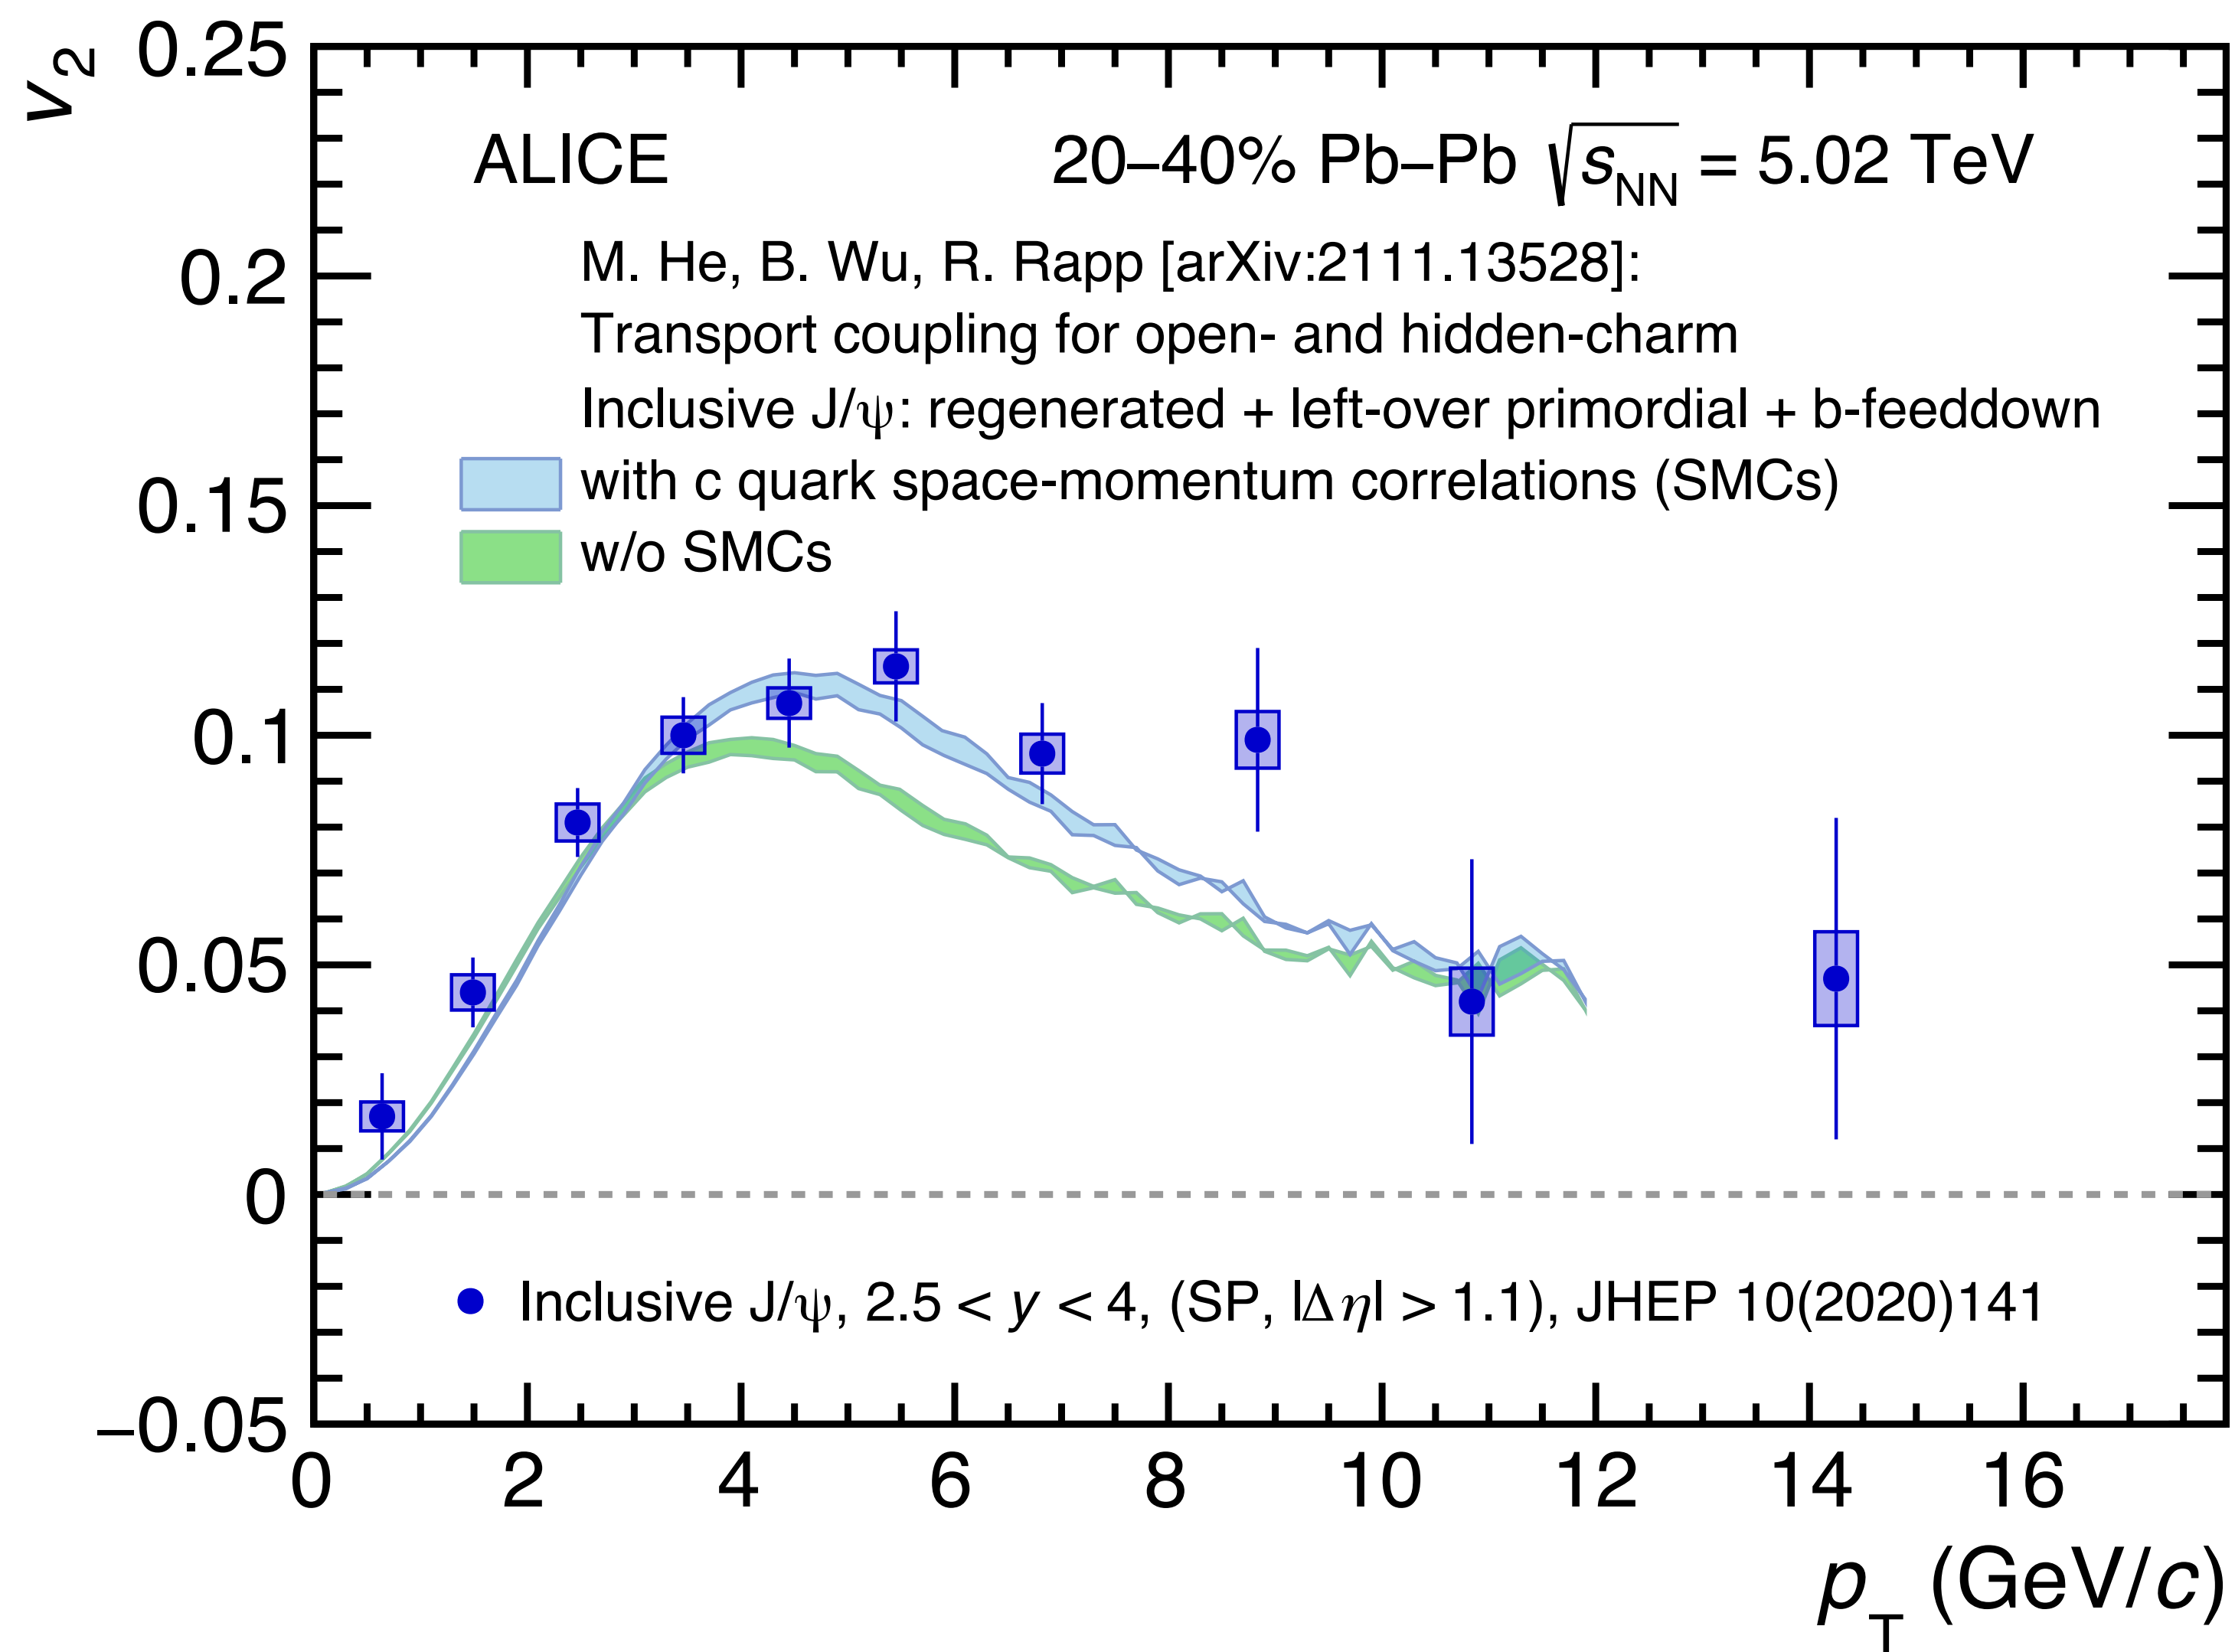 v2
0.25
0.2
0.15
0.1
0.05
0
−0.05
ALICE 20–40% Pb–Pb √sNN = 5.02 TeV
M. He, B. Wu, R. Rapp [arXiv:2111.13528]:
Transport coupling for open- and hidden-charm
Inclusive J/ψ: regenerated + left-over primordial + b-feeddown
with c quark space-momentum correlations (SMCs)
w/o SMCs
Inclusive J/ψ, 2.5 < y < 4, (SP, |Δη| > 1.1), JHEP 10(2020)141
0 2 4 6 8 10 12 14 16
pT (GeV/c)